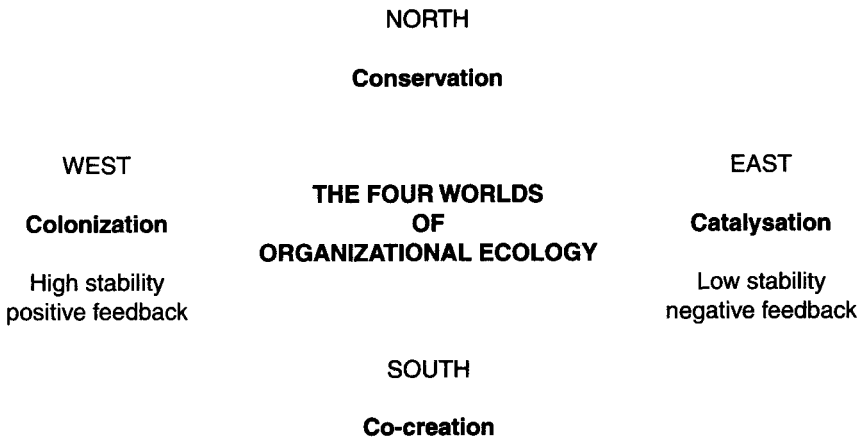 NORTH
Conservation
WEST
Colonization
High stability
positive feedback
THE FOUR WORLDS
OF
ORGANIZATIONAL ECOLOGY
EAST
Catalysation
Low stability
negative feedback
SOUTH
Co-creation